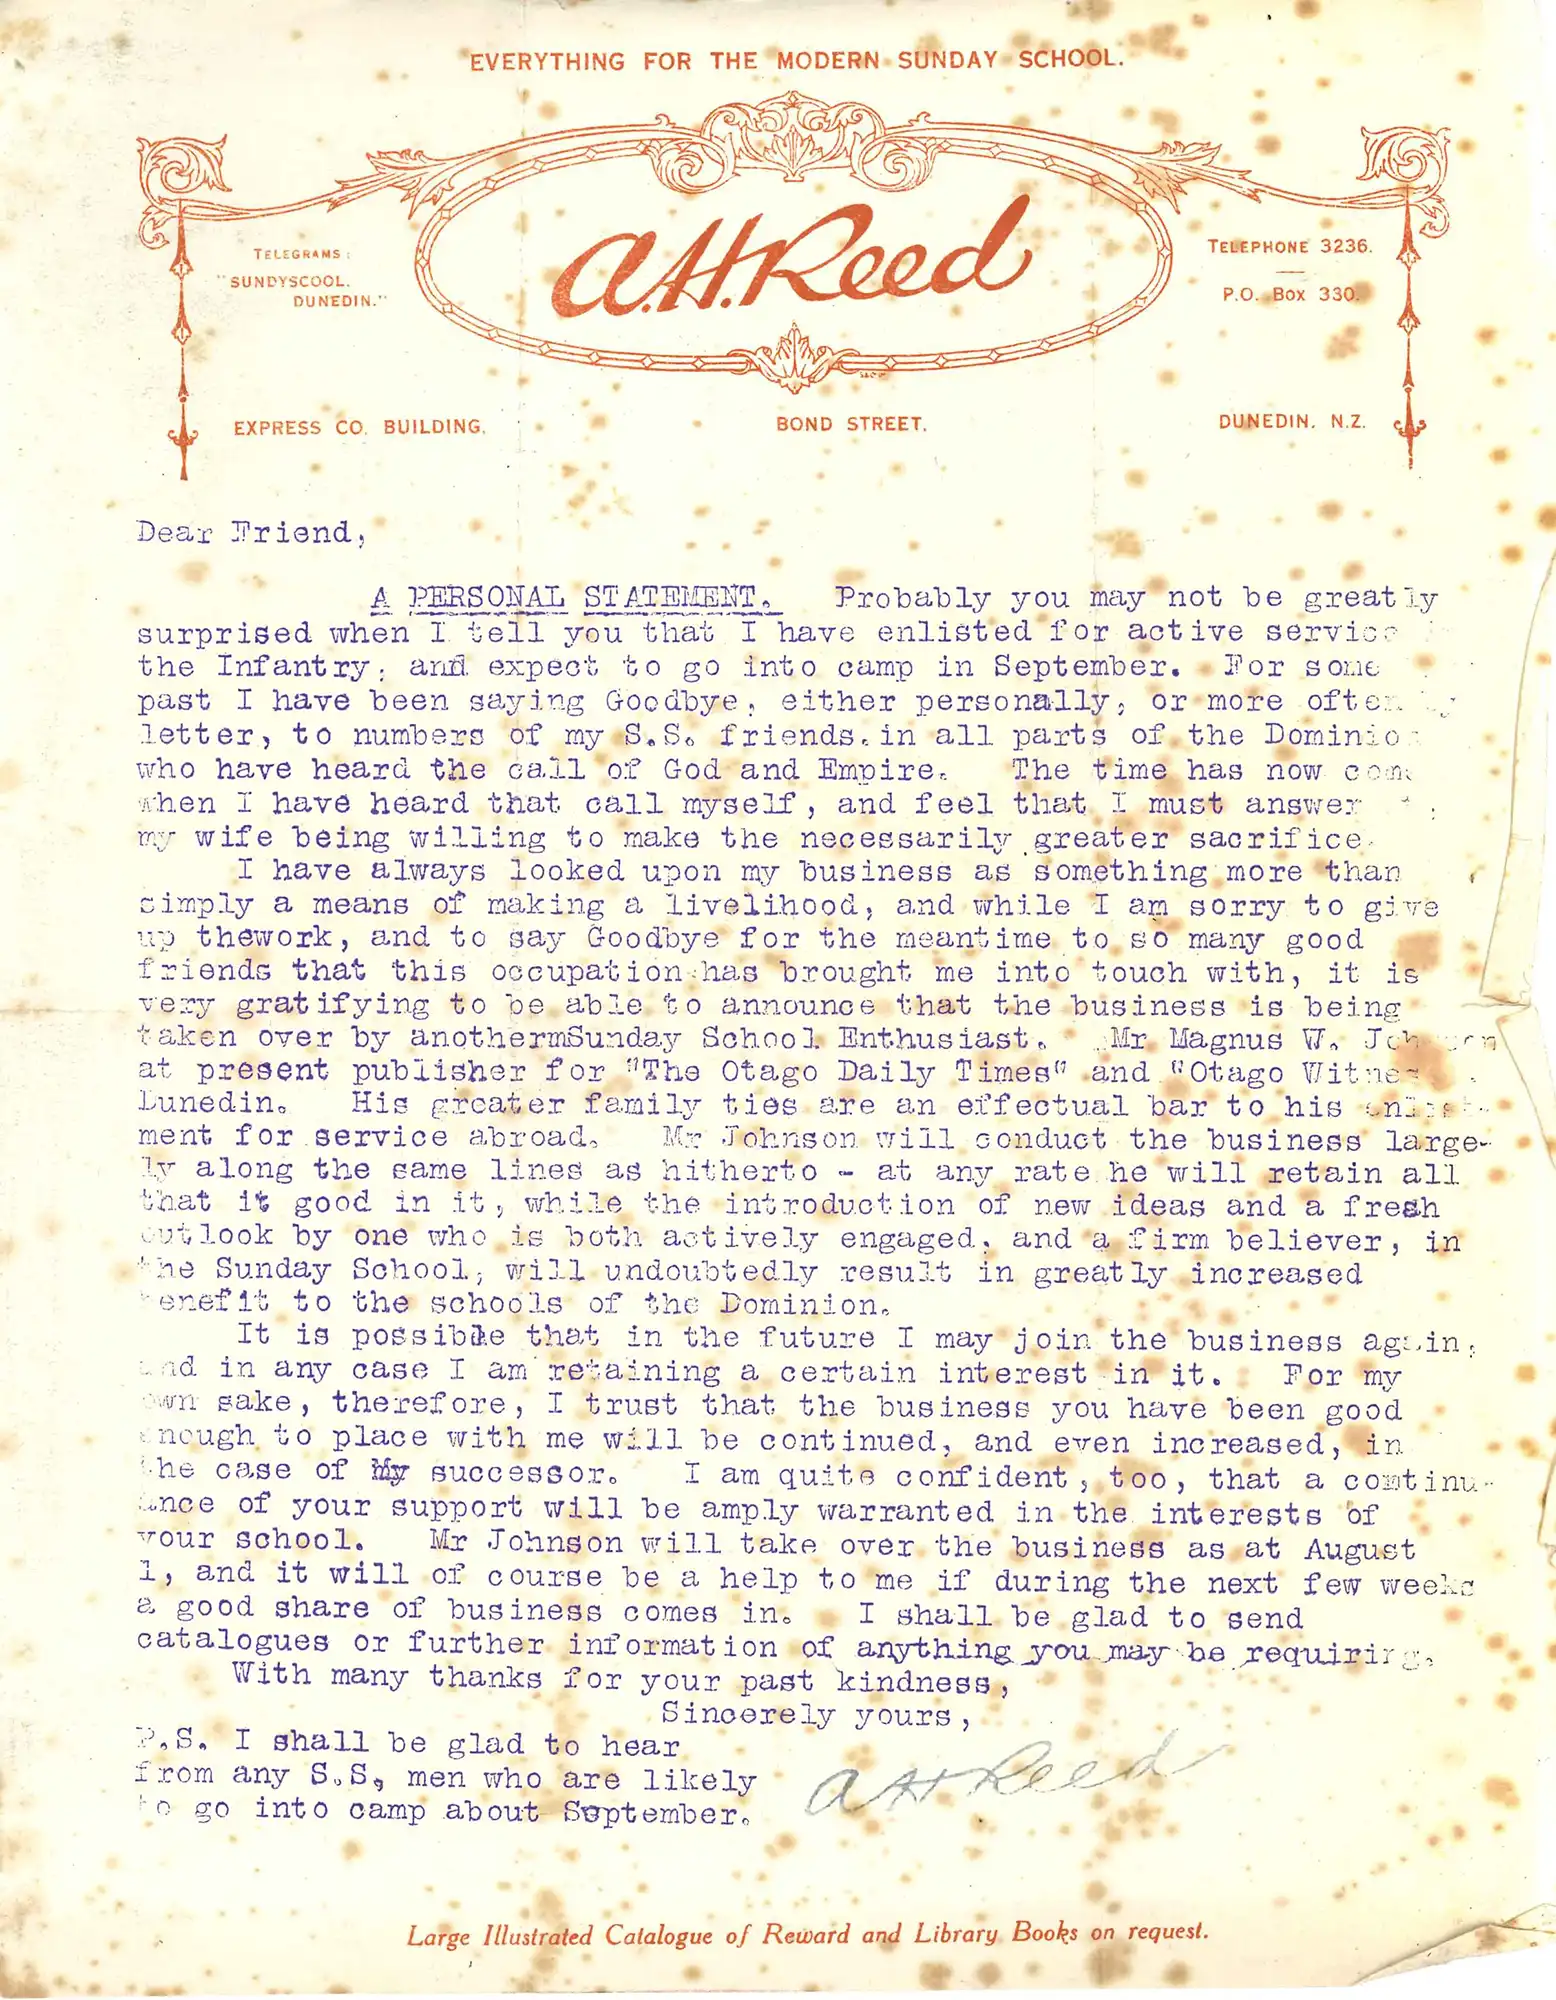 EVERYTHING FOR THE MODERN SUNDAY SCHOOL.
A.H.Reed
TELEGRAMS:
"SUNDYSCOOL.
DUNEDIN."
TELEPHONE 3236.
P.O. BOX 330.
EXPRESS CO. BUILDING, BOND STREET, DUNEDIN, N.Z.
Dear Friend,
A PERSONAL STATEMENT. Probably you may not be greatly
surprised when I tell you that I have enlisted for active service
the Infantry, and expect to go into camp in September. For some
past I have been saying Goodbye, either personally, or more often by
letter, to numbers of my S.S. friends.in all parts of the Dominion
who have heard the call of God and Empire. The time has now come
when I have heard that call myself, and feel that I must answer
my wife being willing to make the necessarily greater sacrifice.
I have always looked upon my business as something more than
simply a means of making a livelihood, and while I am sorry to give
up thework, and to say Goodbye for the meantime to so many good
friends that this occupation has brought me into touch with, it is
very gratifying to be able to announce that the business is being
taken over by anothermSunday School Enthusiast. Mr Magnus W. Johnson
at present publisher for "The Otago Daily Times" and "Otago Witness
Dunedin. His greater family ties are an effectual bar to his enlist-
ment for service abroad. Mr Johnson will conduct the business large-
ly along the same lines as hitherto - at any rate he will retain all
that it good in it, while the introduction of new ideas and a fresh
outlook by one who is both actively engaged, and a firm believer, in
the Sunday School, will undoubtedly result in greatly increased
benefit to the schools of the Dominion.
It is possible that in the future I may join the business again,
and in any case I am retaining a certain interest in it. For my
own sake, therefore, I trust that the business you have been good
enough to place with me will be continued, and even increased, in
the case of my successor. I am quite confident, too, that a continu-
ance of your support will be amply warranted in the interests of
your school. Mr Johnson will take over the business as at August
1, and it will of course be a help to me if during the next few weeks
a good share of business comes in. I shall be glad to send
catalogues or further information of anything you may be requiring.
With many thanks for your past kindness,
Sincerely yours,
P.S. I shall be glad to hear
from any S.S. men who are likely
to go into camp about September.
A H Reed
Large Illustrated Catalogue of Reward and Library Books on request.